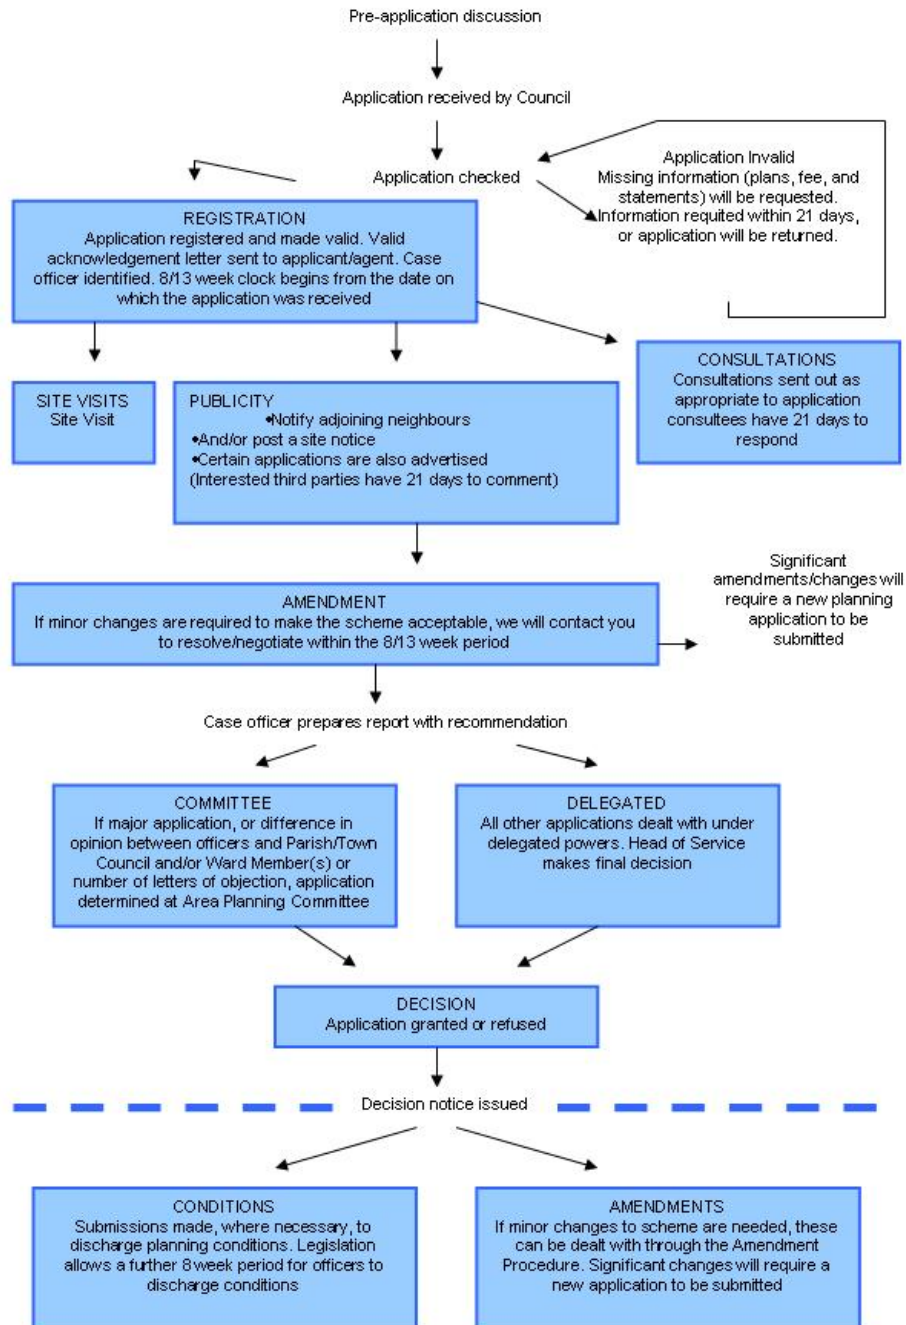 Pre-application discussion
Application received by Council
Application checked
Application Invalid
Missing information (plans, fee, and
statements) will be requested.
Information requited within 21 days,
or application will be returned.
REGISTRATION
Application registered and made valid. Valid
acknowledgement letter sent to applicant/agent. Case
officer identified. 8/13 week clock begins from the date on
which the application was received
SITE VISITS
Site Visit
PUBLICITY
•Notify adjoining neighbours
•And/or post a site notice
•Certain applications are also advertised
(Interested third parties have 21 days to comment)
CONSULTATIONS
Consultations sent out as
appropriate to application
consultees have 21 days to
respond
AMENDMENT
If minor changes are required to make the scheme acceptable, we will contact you
to resolve/negotiate within the 8/13 week period
Significant
amendments/changes will
require a new planning
application to be
submitted
Case officer prepares report with recommendation
COMMITTEE
If major application, or difference in
opinion between officers and Parish/Town
Council and/or Ward Member(s) or
number of letters of objection, application
determined at Area Planning Committee
DELEGATED
All other applications dealt with under
delegated powers. Head of Service
makes final decision
DECISION
Application granted or refused
Decision notice issued
CONDITIONS
Submissions made, where necessary, to
discharge planning conditions. Legislation
allows a further 8 week period for officers to
discharge conditions
AMENDMENTS
If minor changes to scheme are needed, these
can be dealt with through the Amendment
Procedure. Significant changes will require a
new application to be submitted